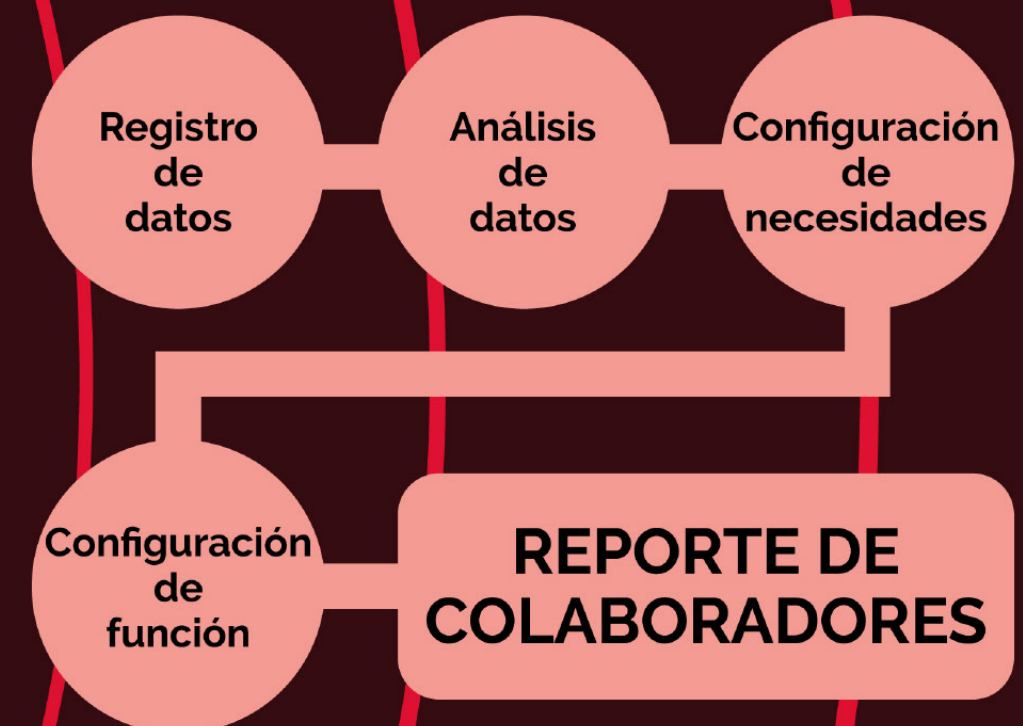 Registro
de
datos
Análisis
de
datos
Configuración
de
necesidades
Configuración
de
función
REPORTE DE
COLABORADORES